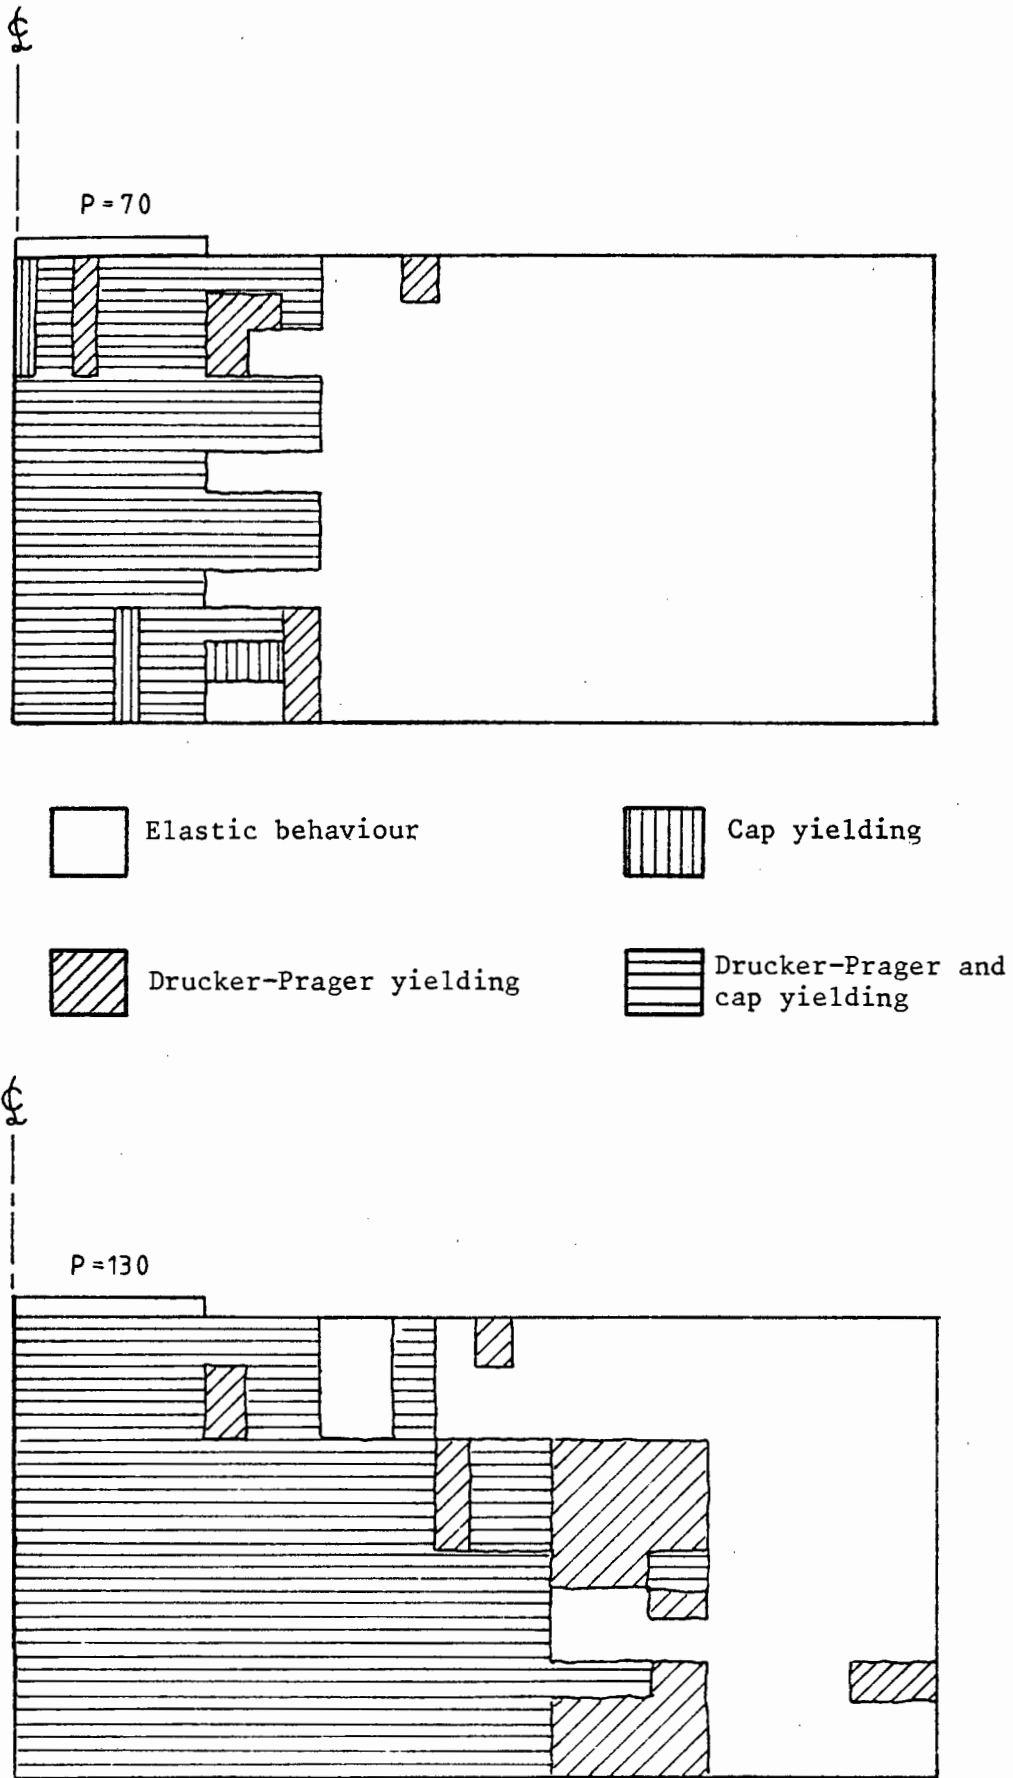 ℄
P = 70
Elastic behaviour
Cap yielding
Drucker-Prager yielding
Drucker-Prager and
cap yielding
℄
P = 130